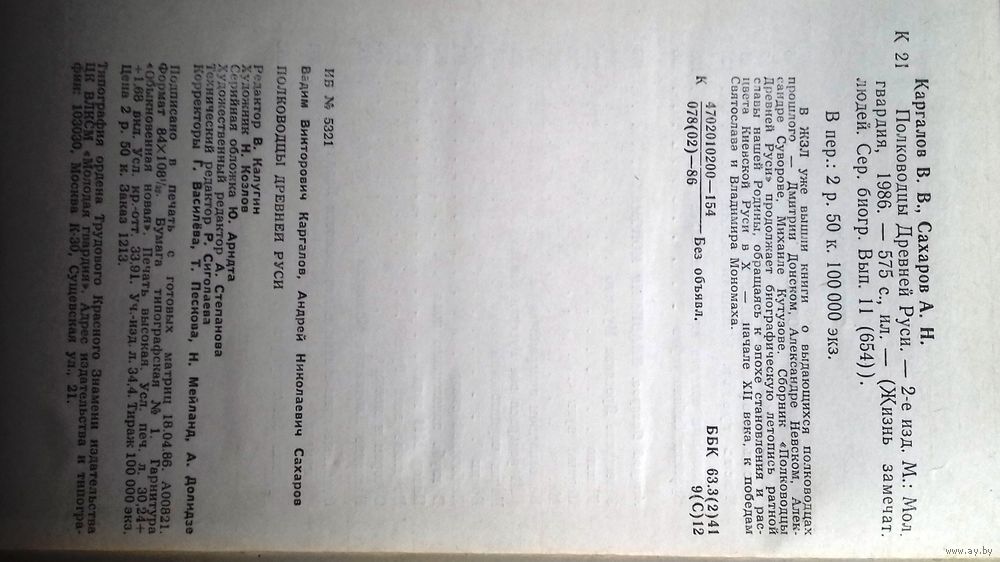 Каргалов В. В., Сахаров А. Н.
К 21 Полководцы Древней Руси. — 2-е изд. М.: Мол.
гвардия, 1986. — 575 с., ил. — (Жизнь замечат.
людей. Сер. биогр. Вып. 11 (654)).
В пер.: 2 р. 50 к. 100 000 экз.
В ЖЗЛ уже вышли книги о выдающихся полководцах
прошлого — Дмитрии Донском, Александре Невском, Алек-
сандре Суворове, Михаиле Кутузове. Сборник «Полководцы
Древней Руси» продолжает биографическую летопись ратной
славы нашей Родины, обращаясь к эпохе становления и рас-
цвета Киевской Руси в X — начале XII века, к победам
Святослава и Владимира Мономаха.
К 4702010200—154
078(02)—86 Без объявл.
ББК 63.3(2)41
9(С)12
ИБ № 5321
Вадим Викторович Каргалов, Андрей Николаевич Сахаров
ПОЛКОВОДЦЫ ДРЕВНЕЙ РУСИ
Редактор В. Калугин
Художник Н. Козлов
Серийная обложка Ю. Арндта
Художественный редактор А. Степанова
Технический редактор Р. Сиголаева
Корректоры Г. Василёва, Т. Пескова, Н. Мейланд, А. Долидзе
Подписано в печать с готовых матриц 18.04.86. А00821.
Формат 84×108¹/₃₂. Бумага типографская № 1. Гарнитура
«Обыкновенная новая». Печать высокая. Усл. печ. л. 30,24+
+1,68 вкл. Усл. кр.-отт. 33,91. Уч.-изд. л. 34,4. Тираж 100 000 экз.
Цена 2 р. 50 к. Заказ 1213.
Типография ордена Трудового Красного Знамени издательства
ЦК ВЛКСМ «Молодая гвардия». Адрес издательства и типогра-
фии: 103030, Москва К-30, Сущевская ул., 21.
www.ay.by